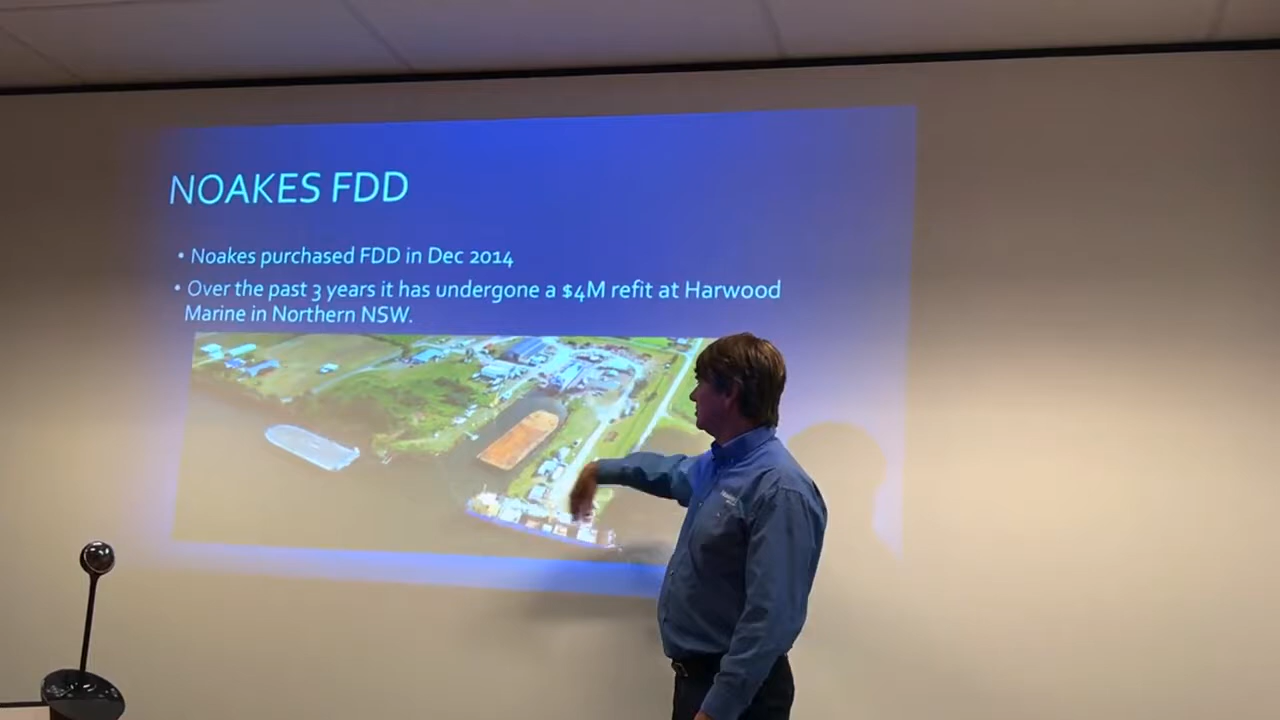 NOAKES FDD
• Noakes purchased FDD in Dec 2014
• Over the past 3 years it has undergone a $4M refit at Harwood
Marine in Northern NSW.